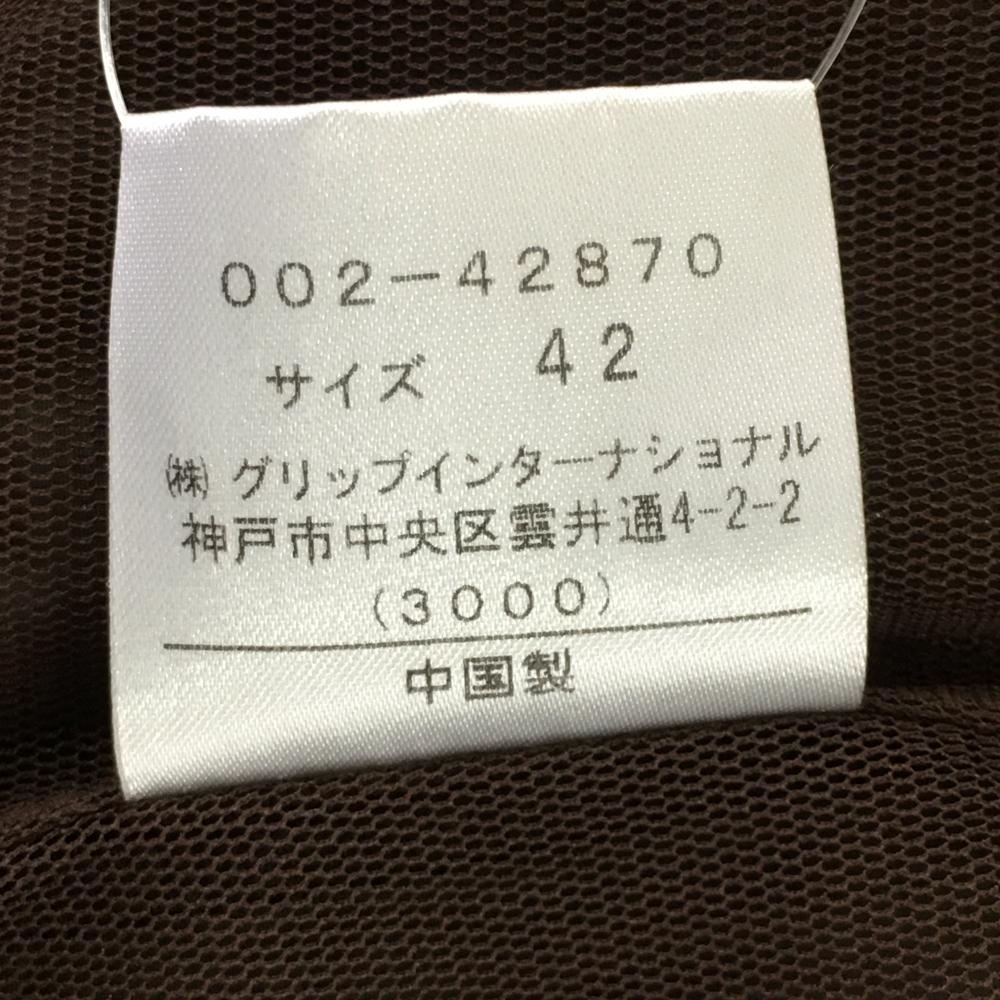 002-42870
サイズ 42
㈱ グリップインターナショナル
神戸市中央区雲井通4-2-2
(3000)
中国製